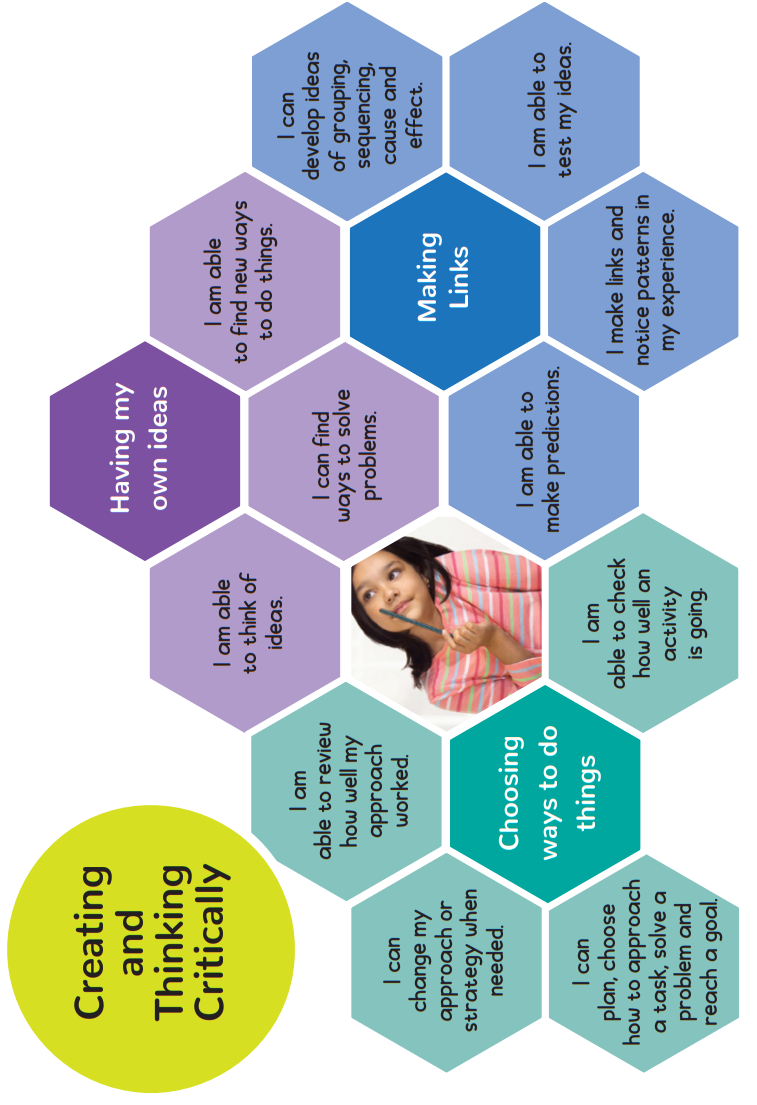 Creating
and
Thinking
Critically
Having my
own ideas
I am able
to think of
ideas.
I can find
ways to solve
problems.
I am able
to find new ways
to do things.
Making
Links
I can
develop ideas
of grouping,
sequencing,
cause and
effect.
I am able to
test my ideas.
I make links and
notice patterns in
my experience.
I am able to
make predictions.
Choosing
ways to do
things
I am
able to review
how well my
approach
worked.
I can
change my
approach or
strategy when
needed.
I can
plan, choose
how to approach
a task, solve a
problem and
reach a goal.
I am
able to check
how well an
activity
is going.